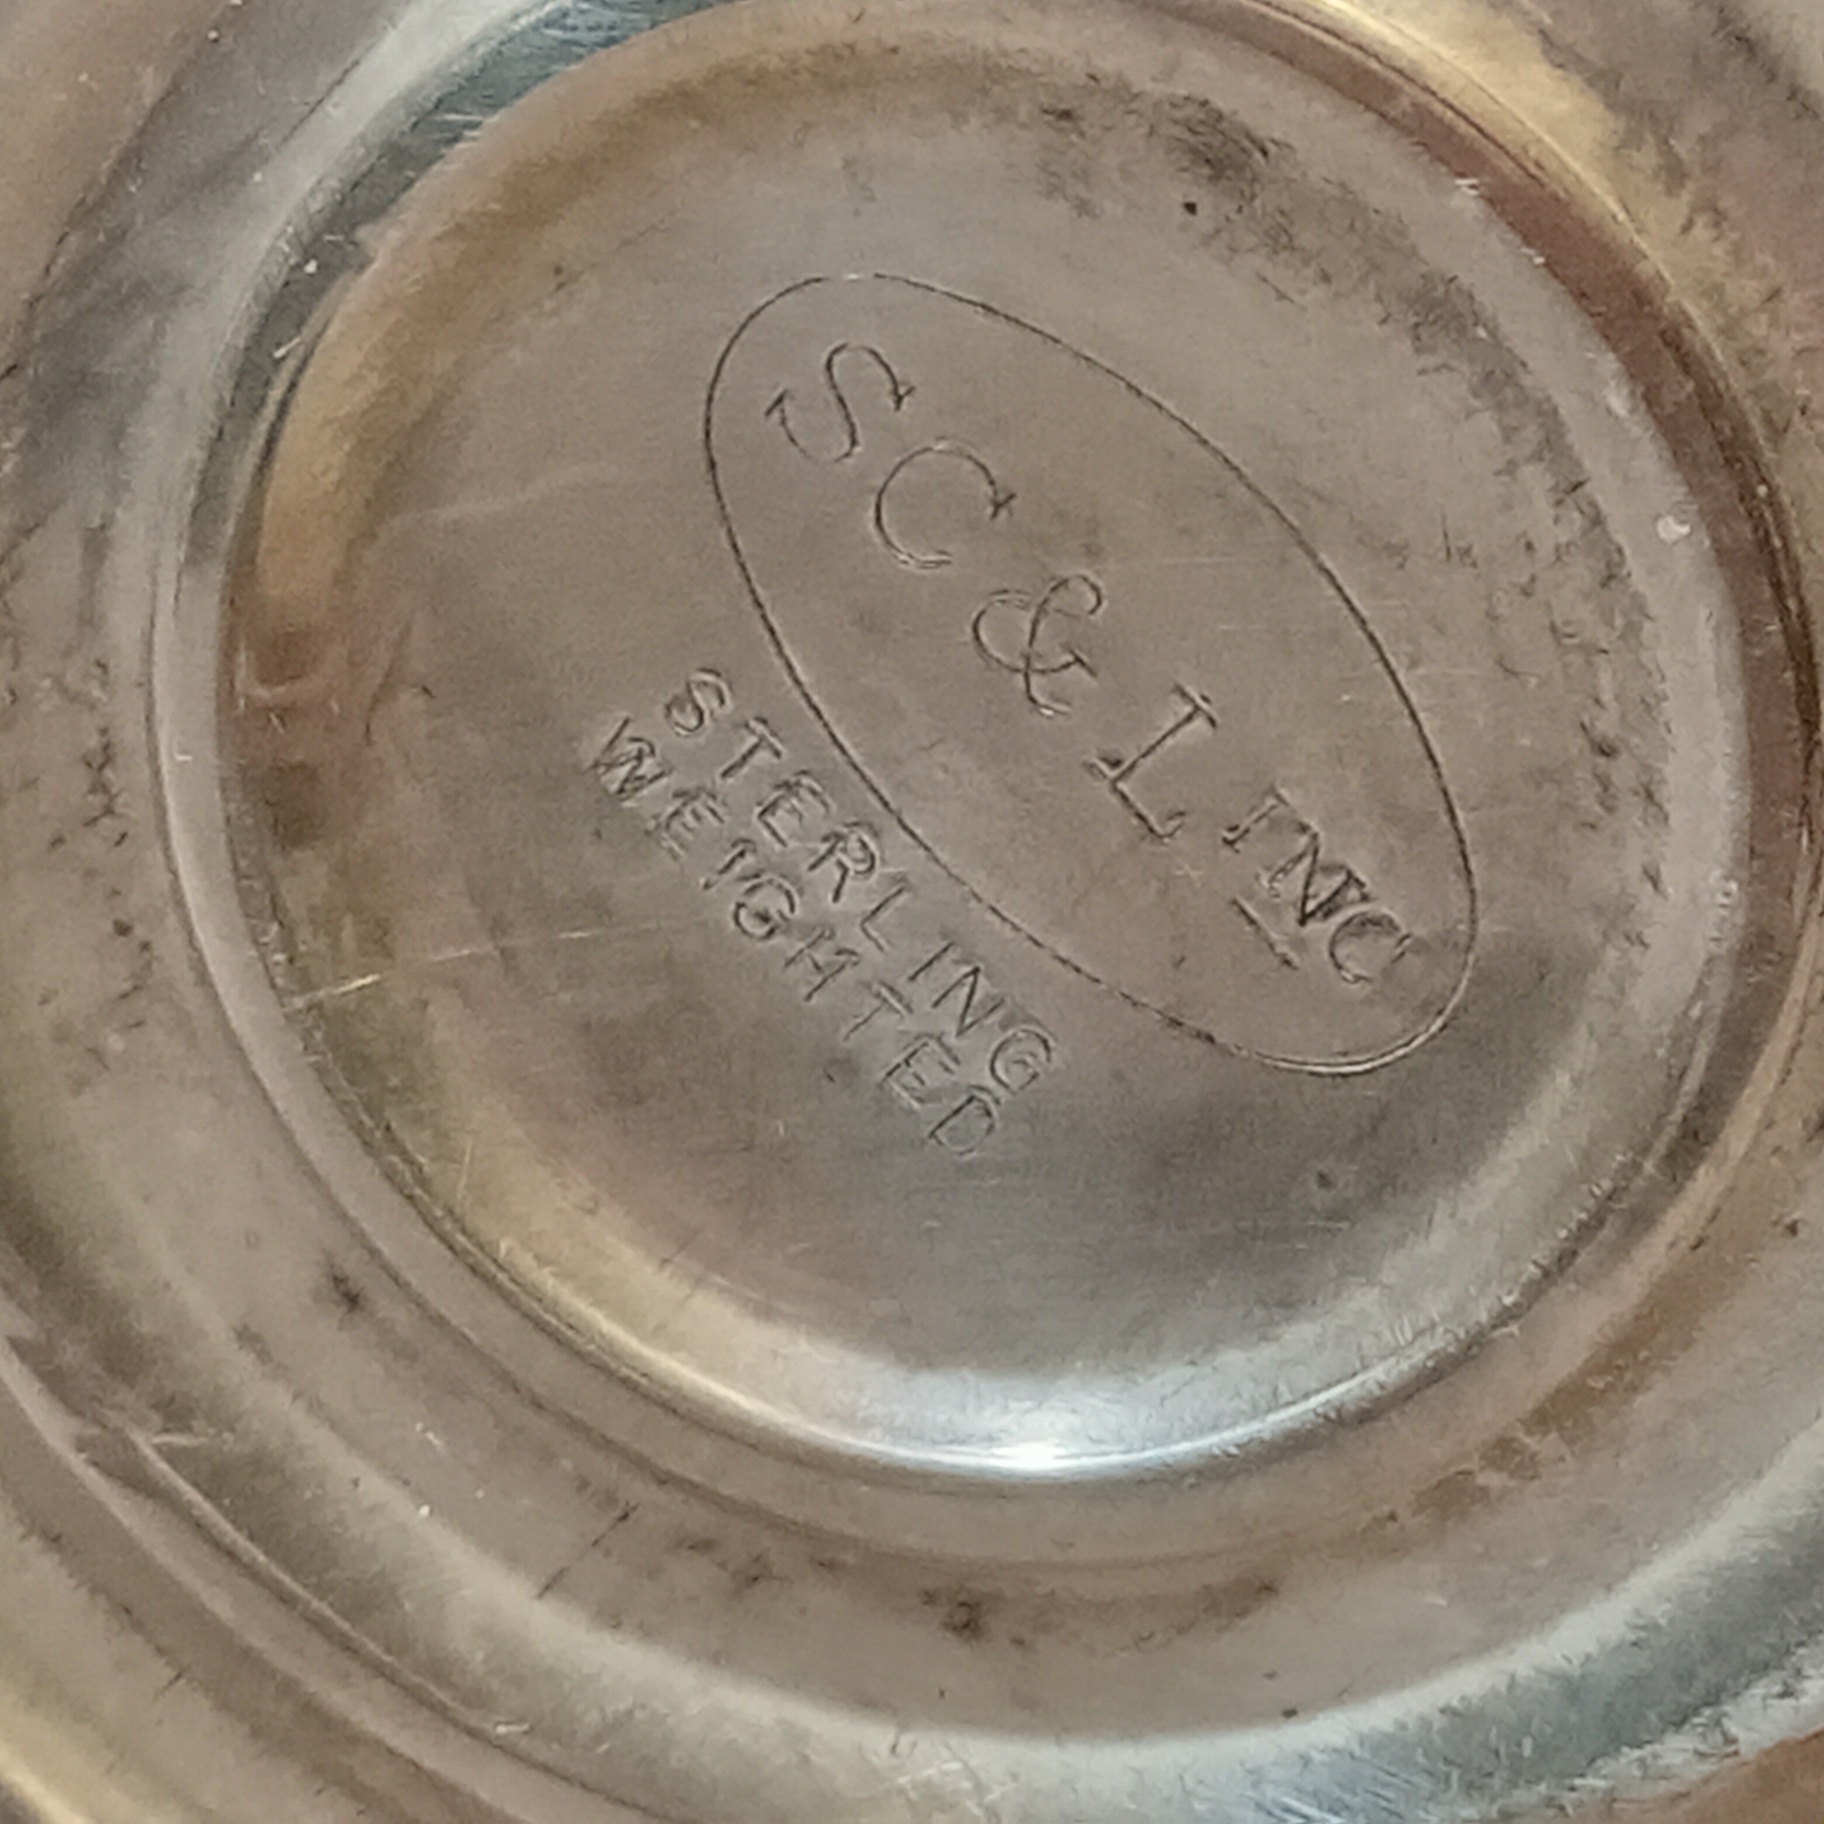 SC & L INC
STERLING
WEIGHTED